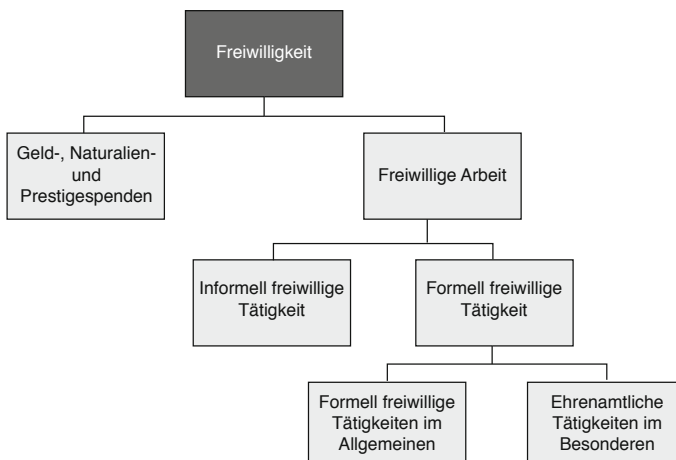 Freiwilligkeit
Geld-, Naturalien-
und
Prestigespenden
Freiwillige Arbeit
Informell freiwillige
Tätigkeit
Formell freiwillige
Tätigkeit
Formell freiwillige
Tätigkeiten im
Allgemeinen
Ehrenamtliche
Tätigkeiten im
Besonderen